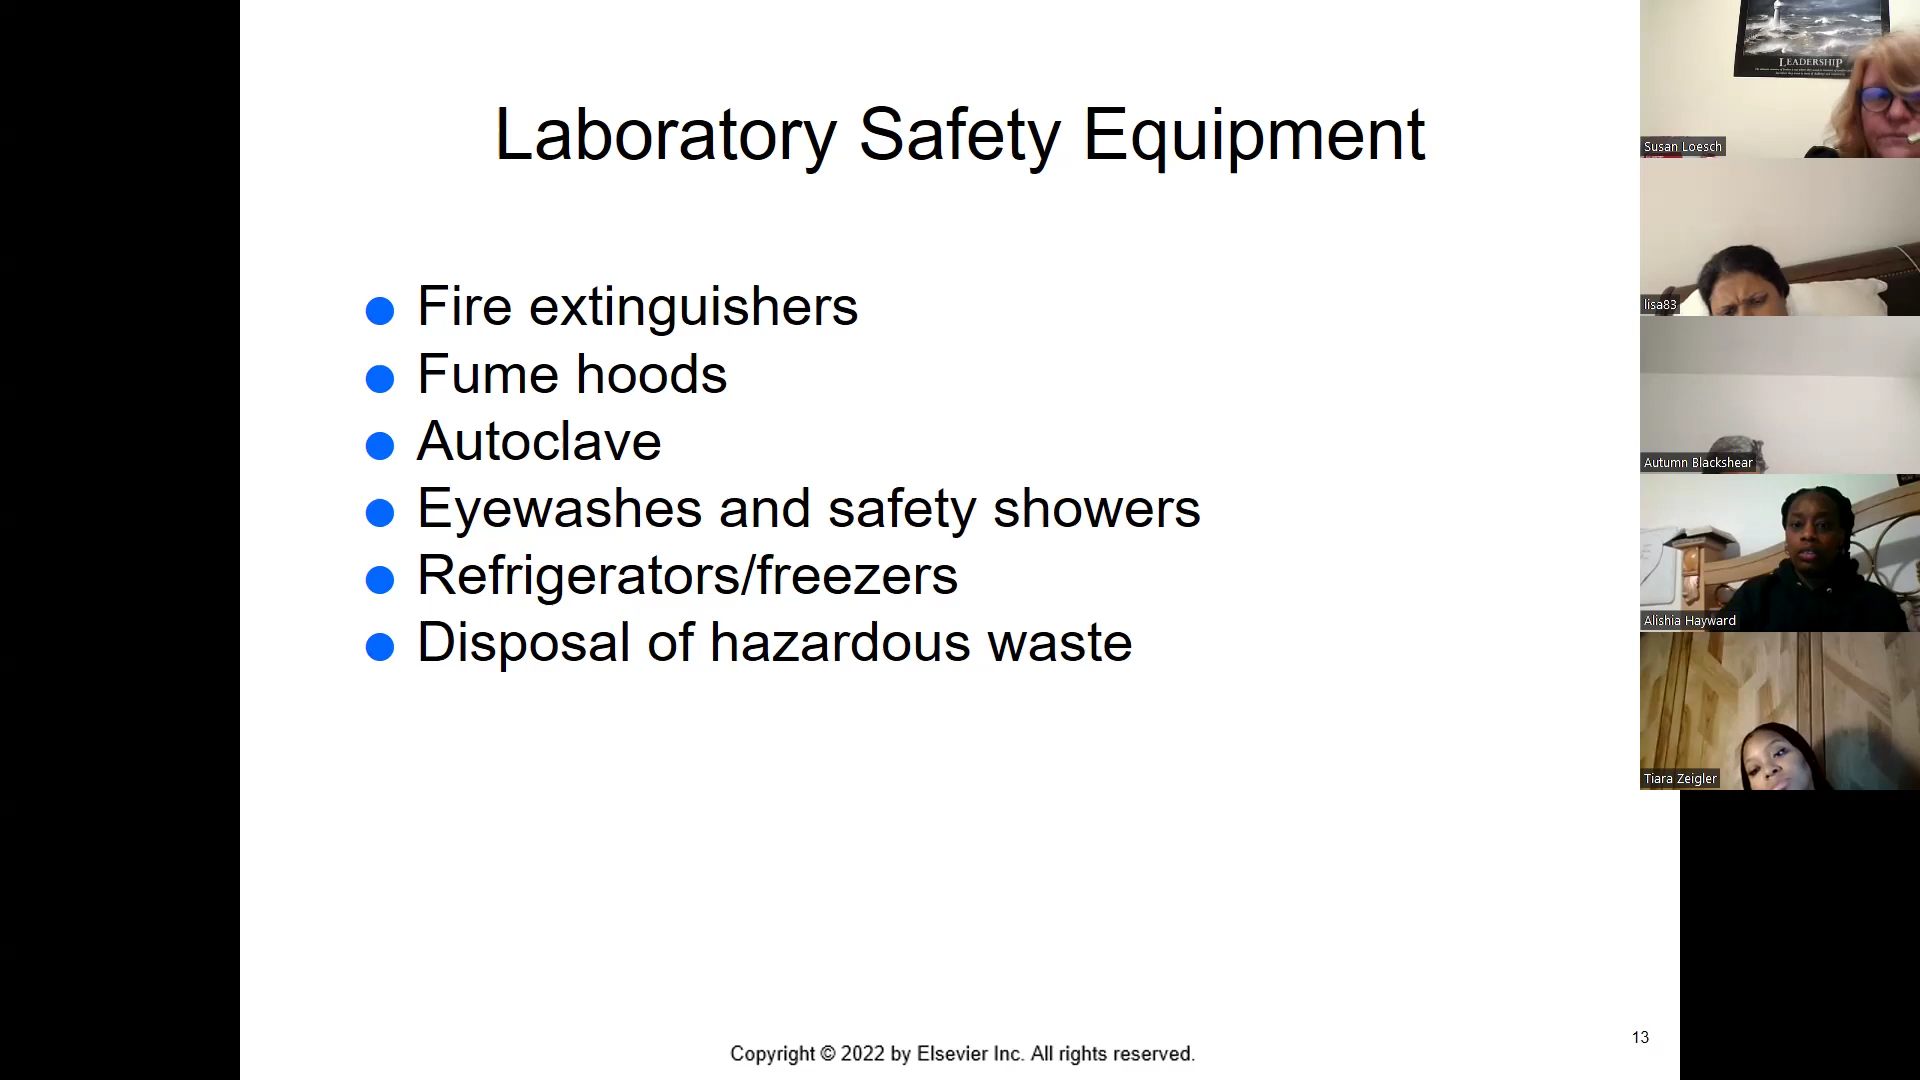 Laboratory Safety Equipment
Fire extinguishers
Fume hoods
Autoclave
Eyewashes and safety showers
Refrigerators/freezers
Disposal of hazardous waste
Copyright © 2022 by Elsevier Inc. All rights reserved.
13
LEADERSHIP
Susan Loesch
lisa83
Autumn Blackshear
Alishia Hayward
Tiara Zeigler